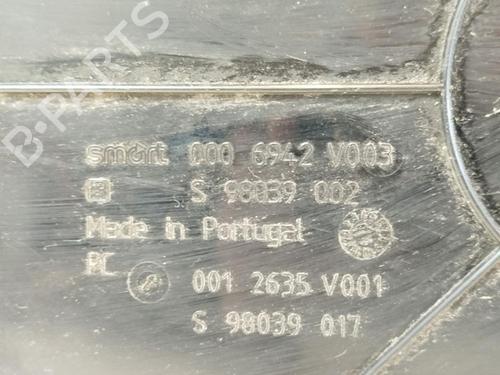 B-PARTS
smart 000 6942 V003
S 98039 002
Made in Portugal
PC
001 2635 V001
S 98039 017